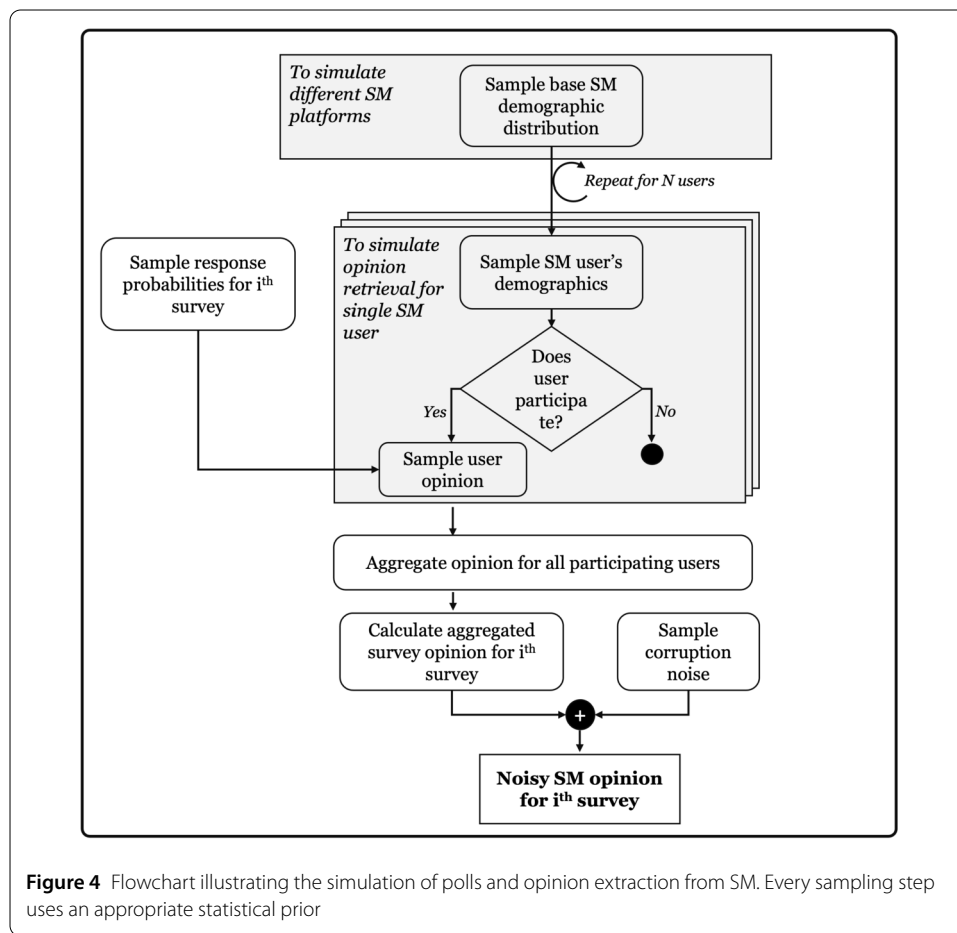 To simulate
different SM
platforms
Sample base SM
demographic
distribution
Repeat for N users
Sample response
probabilities for iᵗʰ
survey
To simulate
opinion
retrieval for
single SM
user
Sample SM user's
demographics
Does
user
participa
te?
Yes
No
Sample user
opinion
Aggregate opinion for all participating users
Calculate aggregated
survey opinion for iᵗʰ
survey
Sample
corruption
noise
+
Noisy SM opinion
for iᵗʰ survey
Figure 4 Flowchart illustrating the simulation of polls and opinion extraction from SM. Every sampling step
uses an appropriate statistical prior